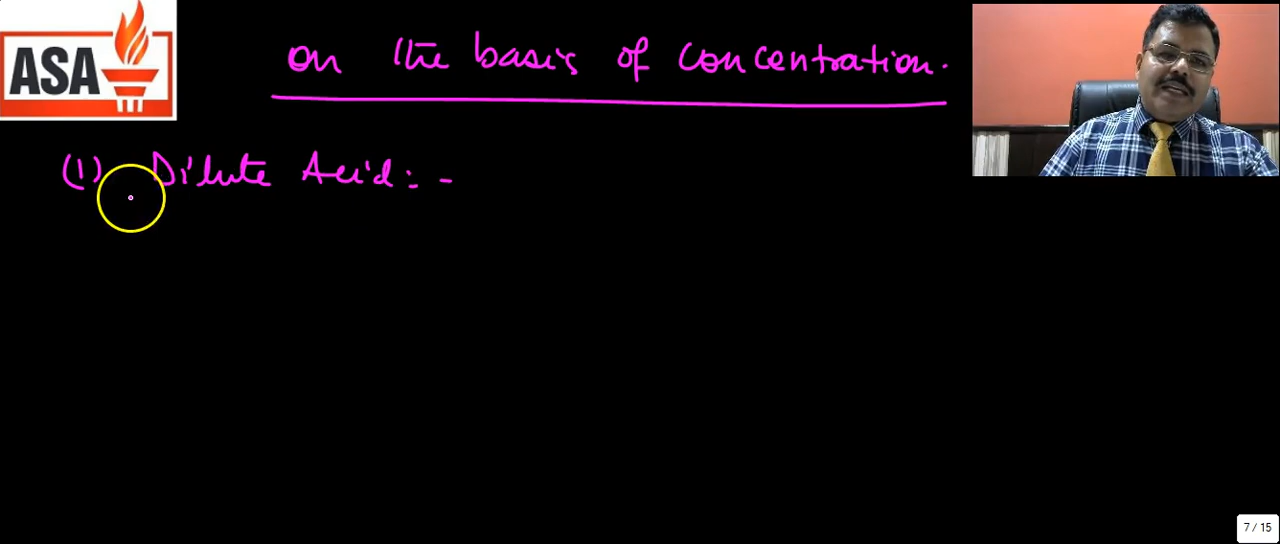 ASA
on the basis of concentration.
(1) Dilute Acid: -
7 / 15